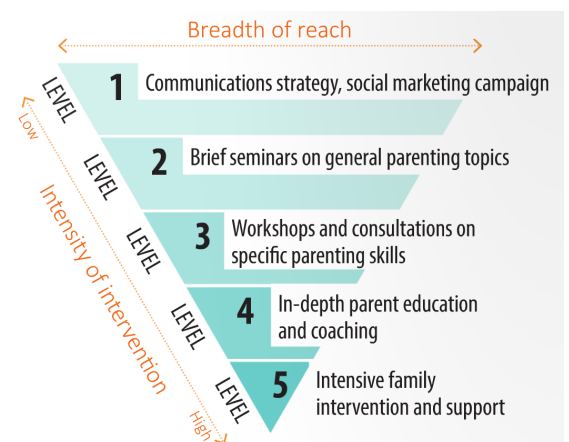 Breadth of reach
LEVEL 1 Communications strategy, social marketing campaign
Low
LEVEL 2 Brief seminars on general parenting topics
Intensity of intervention
LEVEL 3 Workshops and consultations on
specific parenting skills
LEVEL 4 In-depth parent education
and coaching
LEVEL 5 Intensive family
intervention and support
High